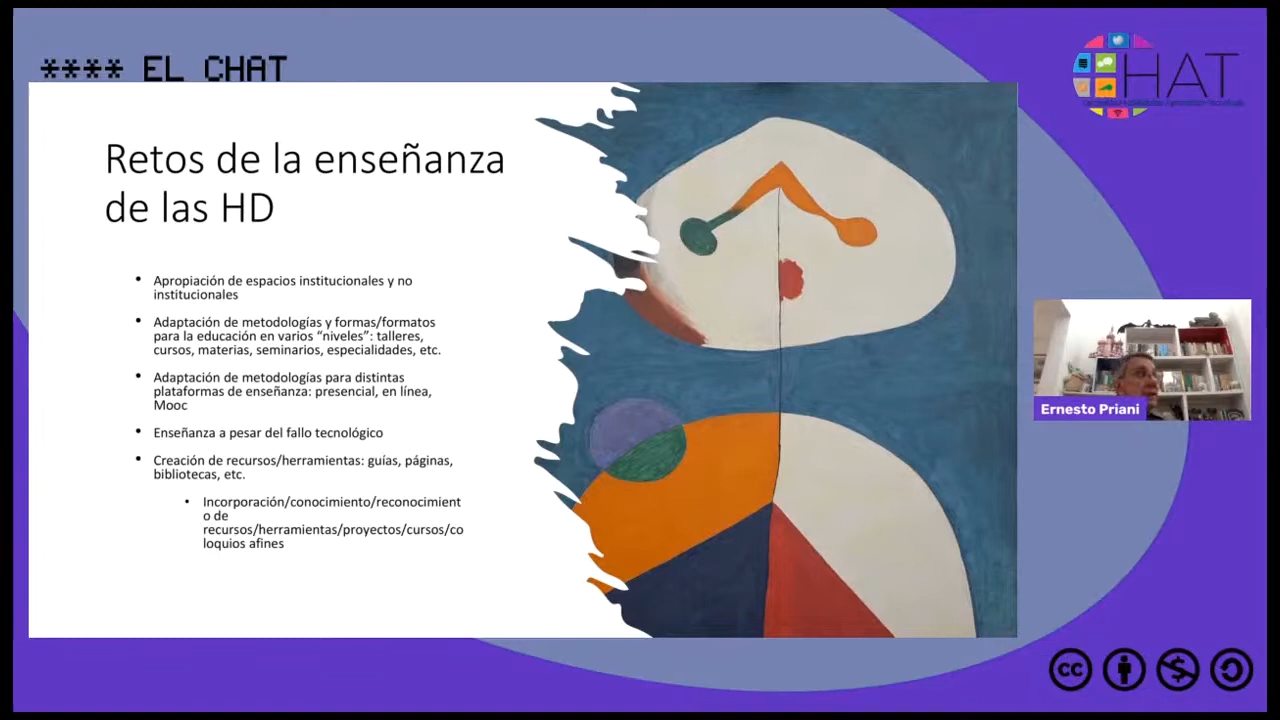 **** EL CHAT
HAT
Retos de la enseñanza
de las HD
• Apropiación de espacios institucionales y no
institucionales
• Adaptación de metodologías y formas/formatos
para la educación en varios “niveles”: talleres,
cursos, materias, seminarios, especialidades, etc.
• Adaptación de metodologías para distintas
plataformas de enseñanza: presencial, en línea,
Mooc
• Enseñanza a pesar del fallo tecnológico
• Creación de recursos/herramientas: guías, páginas,
bibliotecas, etc.
• Incorporación/conocimiento/reconocimient
o de
recursos/herramientas/proyectos/cursos/co
loquios afines
Ernesto Priani
cc